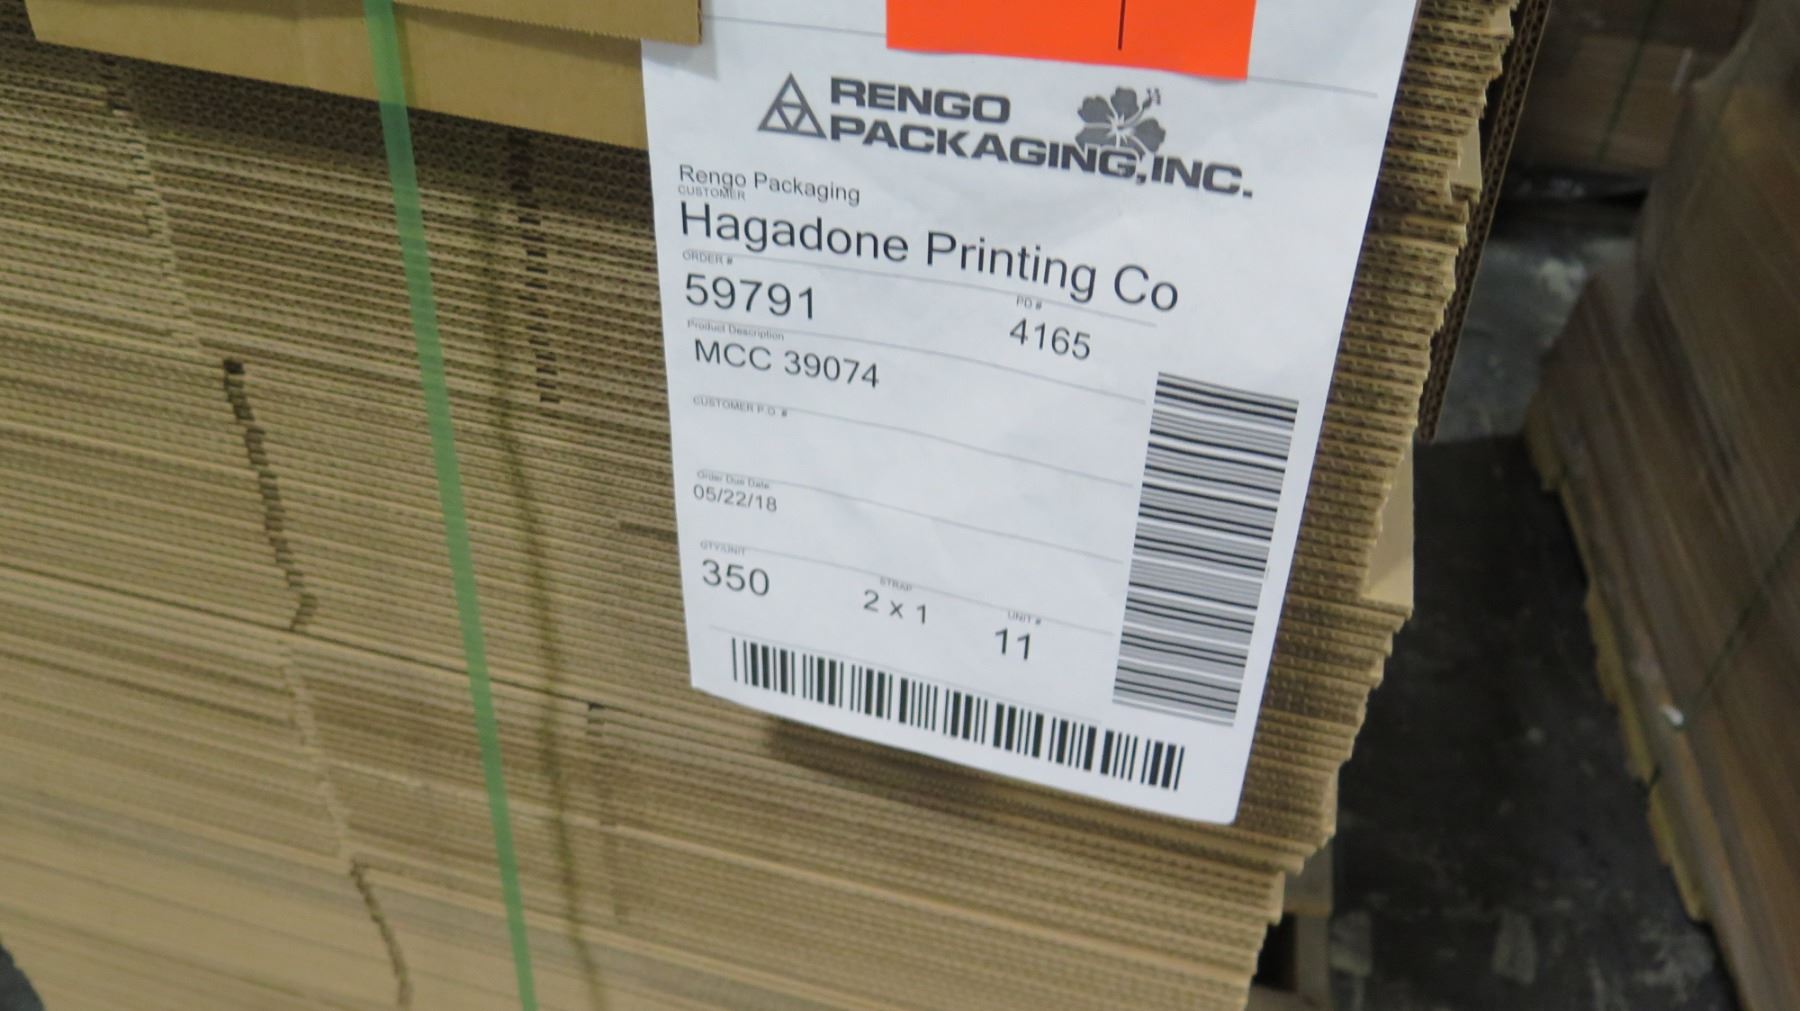 RENGO
PACKAGING, INC.
Rengo Packaging
CUSTOMER
Hagadone Printing Co
ORDER #
59791
PO #
4165
Product Description
MCC 39074
CUSTOMER P.O. #
Order Due Date
05/22/18
QTY/UNIT
350
STRAP
2 x 1
UNIT #
11